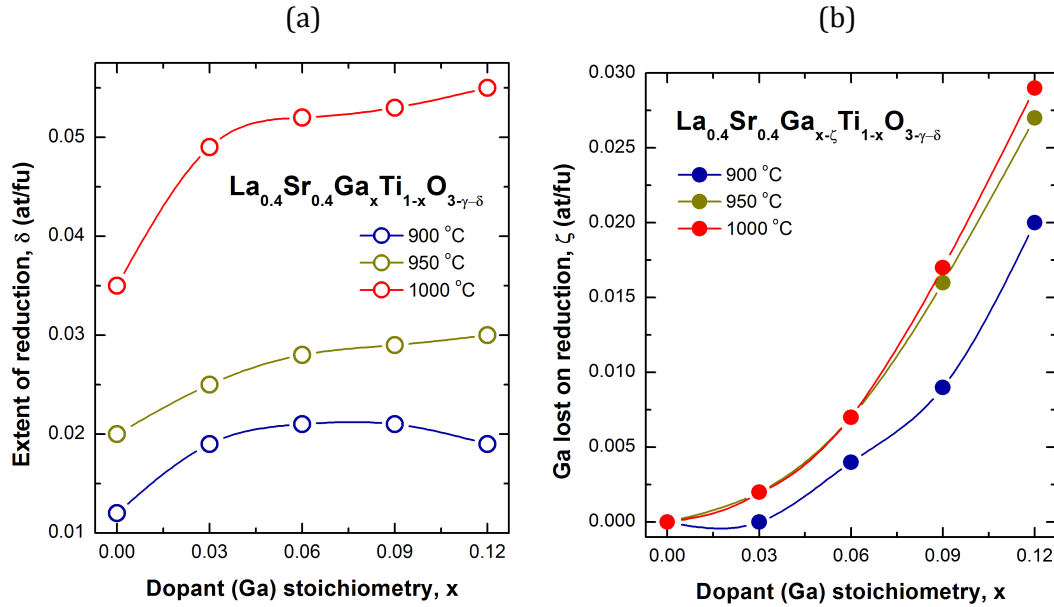 (a)
0.05
0.04
0.03
0.02
0.01
Extent of reduction, δ (at/fu)
La0.4Sr0.4GaxTi1-xO3-γ-δ
900 °C
950 °C
1000 °C
0.00 0.03 0.06 0.09 0.12
Dopant (Ga) stoichiometry, x
(b)
0.030
0.025
0.020
0.015
0.010
0.005
0.000
Ga lost on reduction, ζ (at/fu)
La0.4Sr0.4Gax-ζTi1-xO3-γ-δ
900 °C
950 °C
1000 °C
0.00 0.03 0.06 0.09 0.12
Dopant (Ga) stoichiometry, x